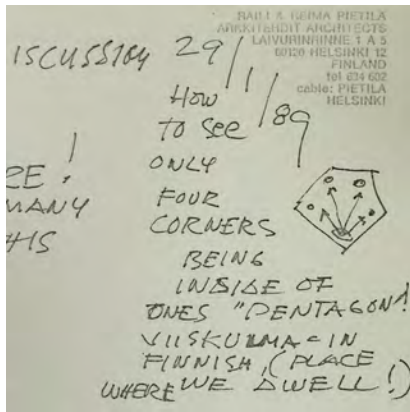 RAILI & REIMA PIETILÄ
ARKKITEHDIT ARCHITECTS
LAIVURINRINNE 1 A 5
00120 HELSINKI 12
FINLAND
tel 634 602
cable: PIETILA
HELSINKI
ISCUSSION 29/1/89
HOW
TO SEE
ONLY
FOUR
CORNERS
BEING
INSIDE OF
ONES "PENTAGON"!
VIISKULMA = IN
FINNISH, (PLACE
WHERE WE DWELL!)
RE!
MANY
HS